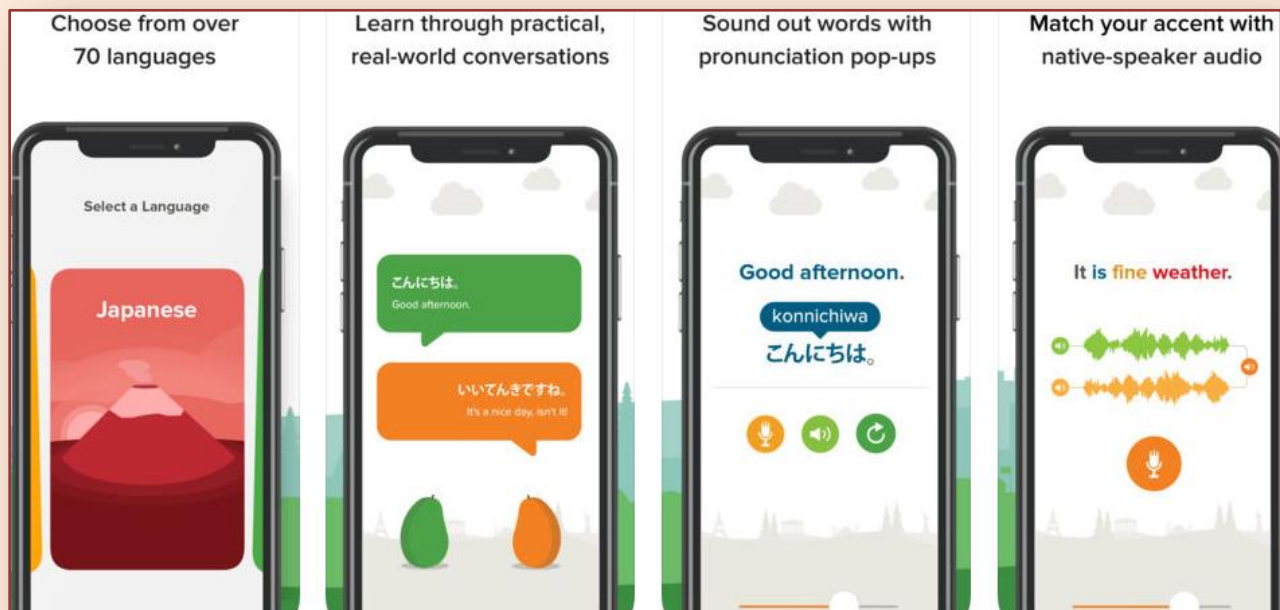 Choose from over
70 languages
Select a Language
Japanese
Learn through practical,
real-world conversations
こんにちは。
Good afternoon.
いいてんきですね。
It's a nice day, isn't it!
Sound out words with
pronunciation pop-ups
Good afternoon.
konnichiwa
こんにちは。
Match your accent with
native-speaker audio
It is fine weather.